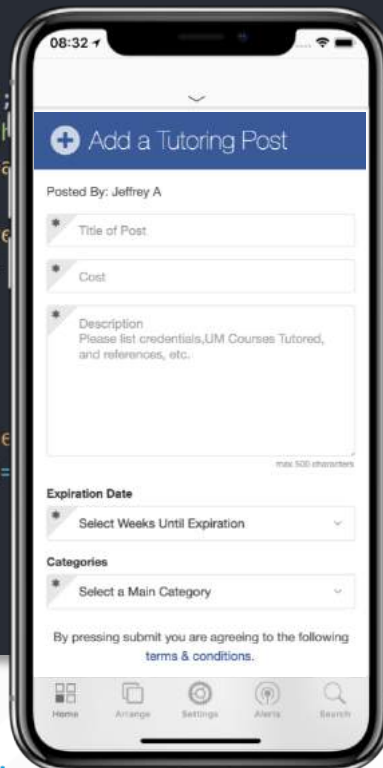 08:32
Add a Tutoring Post
Posted By: Jeffrey A
* Title of Post
* Cost
* Description
Please list credentials,UM Courses Tutored,
and references, etc.
max 500 characters
Expiration Date
* Select Weeks Until Expiration
Categories
* Select a Main Category
By pressing submit you are agreeing to the following
terms & conditions.
Home Arrange Settings Alerts Search